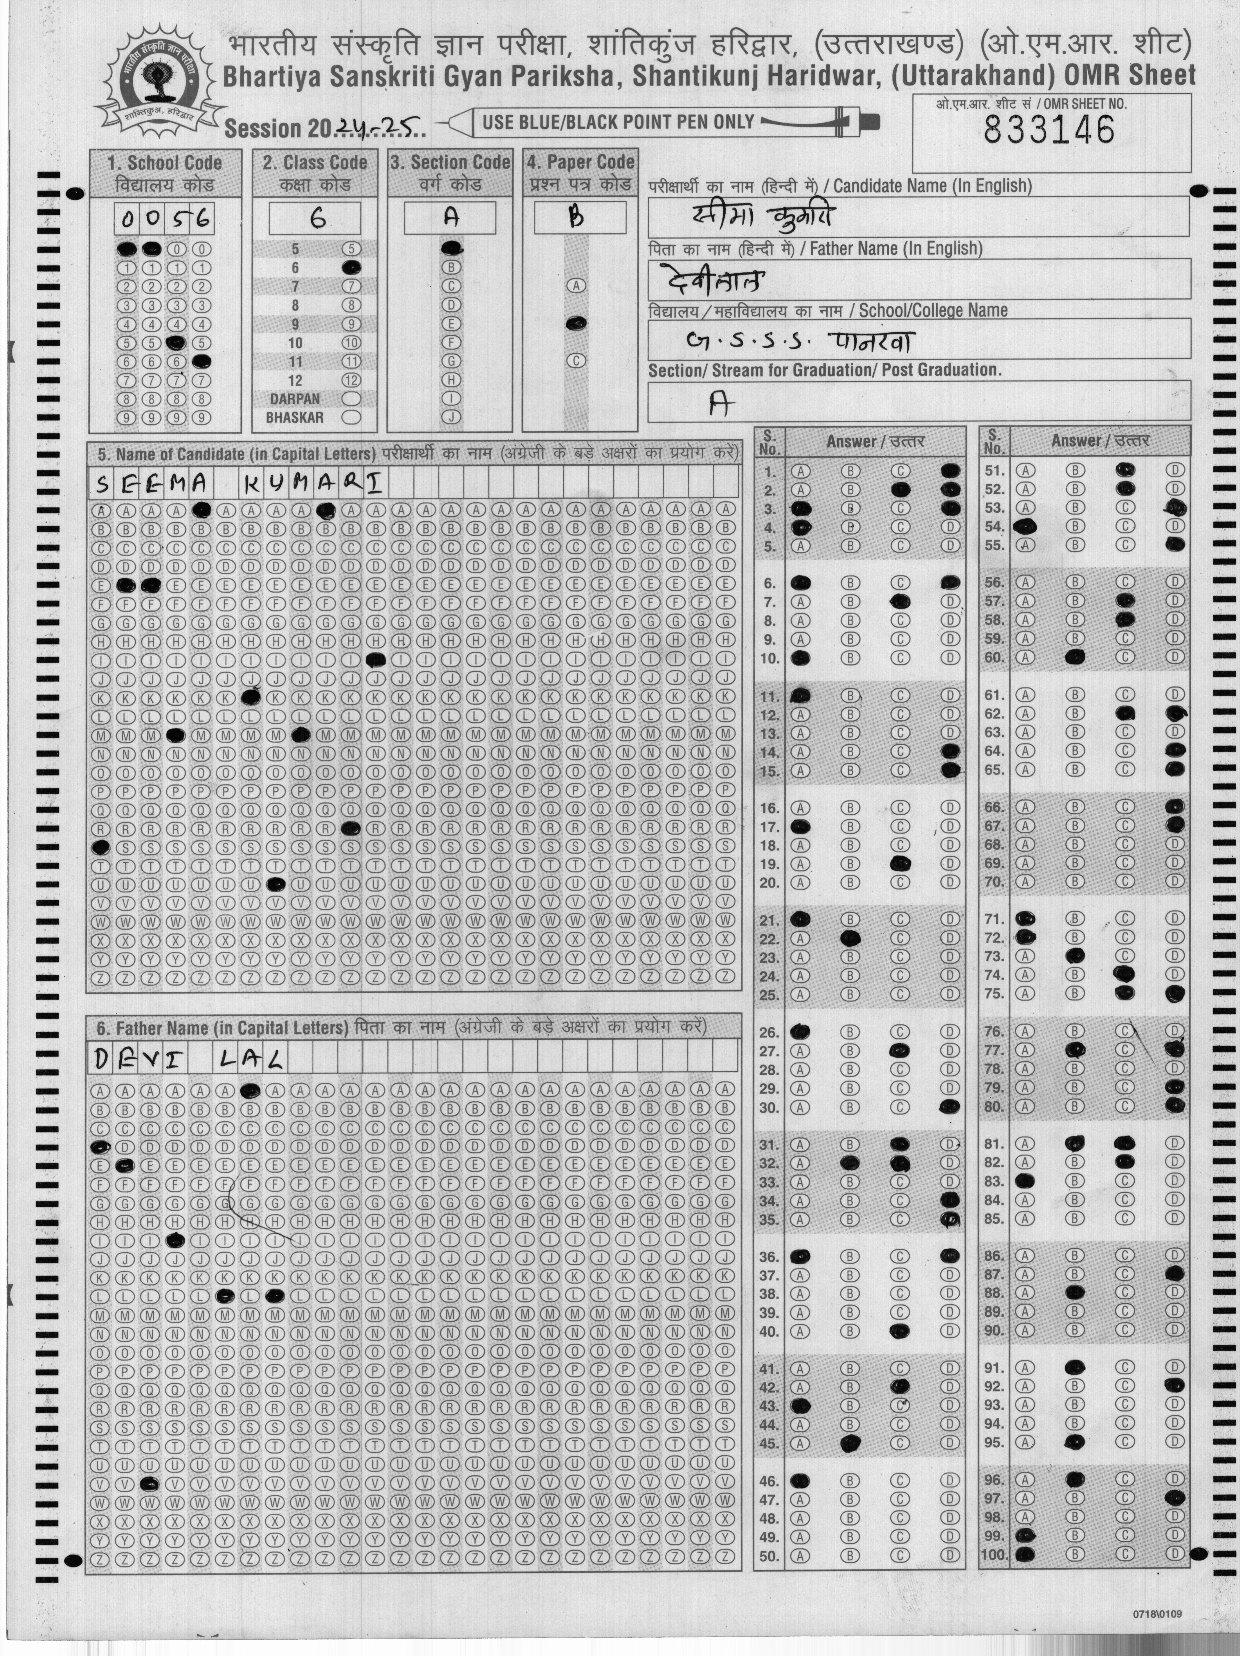 भारतीय संस्कृति ज्ञान परीक्षा, शांतिकुंज हरिद्वार, (उत्तराखण्ड) (ओ.एम.आर. शीट)
Bhartiya Sanskriti Gyan Pariksha, Shantikunj Haridwar, (Uttarakhand) OMR Sheet
भारतीय संस्कृति ज्ञान परीक्षा
शान्तिकुञ्ज, हरिद्वार
Session 2024-25
USE BLUE/BLACK POINT PEN ONLY
ओ.एम.आर. शीट सं / OMR SHEET NO.
833146
1. School Code
विद्यालय कोड
0 0 5 6
2. Class Code
कक्षा कोड
6
5
6
7
8
9
10
11
12
DARPAN
BHASKAR
3. Section Code
वर्ग कोड
A
4. Paper Code
प्रश्न पत्र कोड
B
परीक्षार्थी का नाम (हिन्दी में) / Candidate Name (In English)
सीमा कुमारी
पिता का नाम (हिन्दी में) / Father Name (In English)
देवीलाल
विद्यालय/महाविद्यालय का नाम / School/College Name
G.S.S.S. पानरवा
Section/ Stream for Graduation/ Post Graduation.
A
5. Name of Candidate (in Capital Letters) परीक्षार्थी का नाम (अंग्रेजी के बड़े अक्षरों का प्रयोग करें)
SEEMA KUMARI
6. Father Name (in Capital Letters) पिता का नाम (अंग्रेजी के बड़े अक्षरों का प्रयोग करें)
DEVI LAL
S. No. Answer / उत्तर
S. No. Answer / उत्तर
0718\0109